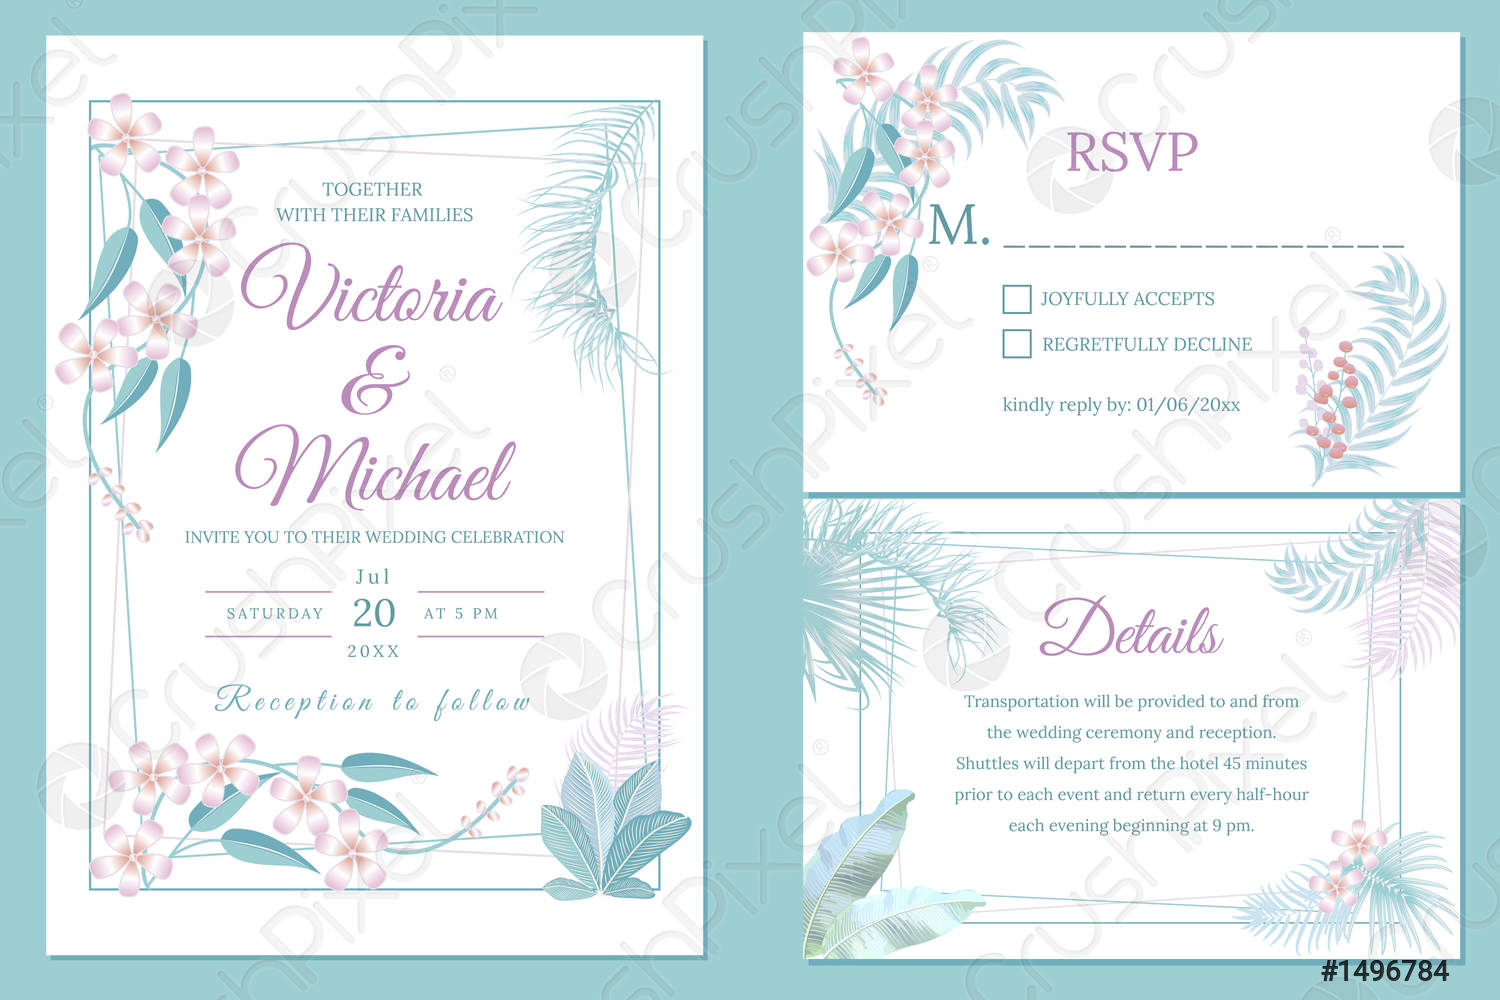 TOGETHER
WITH THEIR FAMILIES
Victoria
&
Michael
INVITE YOU TO THEIR WEDDING CELEBRATION
Jul
SATURDAY 20 AT 5 PM
20XX
Reception to follow
RSVP
M. __________________
JOYFULLY ACCEPTS
REGRETFULLY DECLINE
kindly reply by: 01/06/20xx
Details
Transportation will be provided to and from
the wedding ceremony and reception.
Shuttles will depart from the hotel 45 minutes
prior to each event and return every half-hour
each evening beginning at 9 pm.
#1496784
CrushPixel®